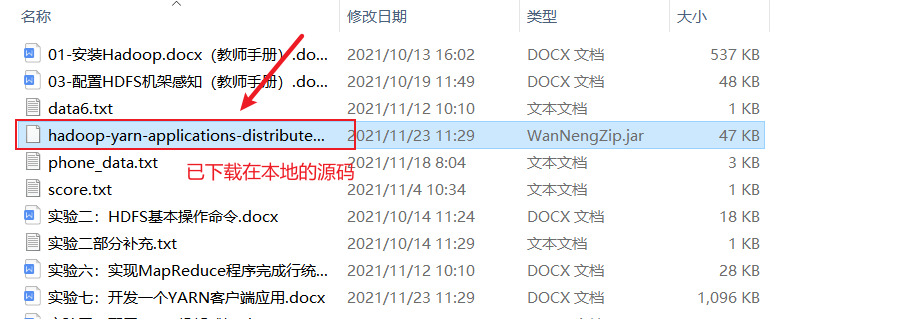 名称 修改日期 类型 大小
01-安装Hadoop.docx（教师手册）.do... 2021/10/13 16:02 DOCX 文档 537 KB
03-配置HDFS机架感知（教师手册）.do... 2021/10/19 11:49 DOCX 文档 48 KB
data6.txt 2021/11/12 10:10 文本文档 1 KB
hadoop-yarn-applications-distribute... 2021/11/23 11:29 WanNengZip.jar 47 KB
phone_data.txt 2021/11/18 8:04 文本文档 3 KB
已下载在本地的源码
score.txt 2021/11/4 10:34 文本文档 1 KB
实验二：HDFS基本操作命令.docx 2021/10/14 11:24 DOCX 文档 18 KB
实验二部分补充.txt 2021/10/14 11:29 文本文档 1 KB
实验六：实现MapReduce程序完成行统... 2021/11/12 10:10 DOCX 文档 28 KB
实验七：开发一个YARN客户端应用.docx 2021/11/23 11:29 DOCX 文档 1,096 KB